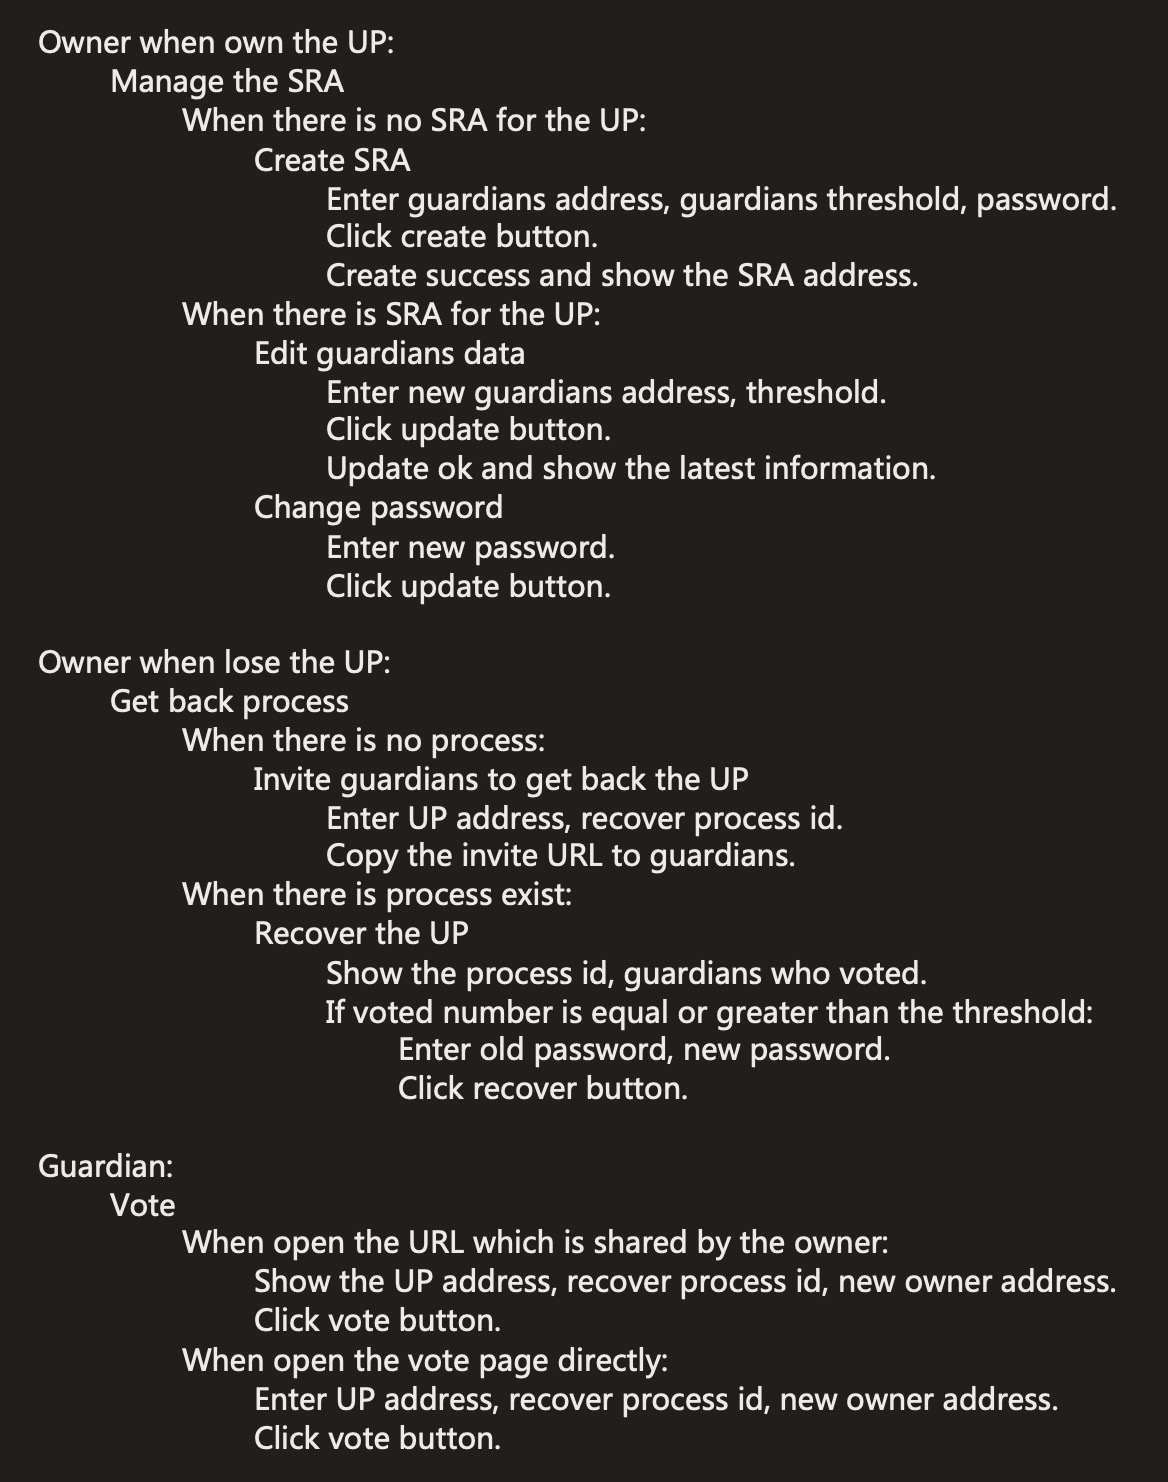 Owner when own the UP:
Manage the SRA
When there is no SRA for the UP:
Create SRA
Enter guardians address, guardians threshold, password.
Click create button.
Create success and show the SRA address.
When there is SRA for the UP:
Edit guardians data
Enter new guardians address, threshold.
Click update button.
Update ok and show the latest information.
Change password
Enter new password.
Click update button.
Owner when lose the UP:
Get back process
When there is no process:
Invite guardians to get back the UP
Enter UP address, recover process id.
Copy the invite URL to guardians.
When there is process exist:
Recover the UP
Show the process id, guardians who voted.
If voted number is equal or greater than the threshold:
Enter old password, new password.
Click recover button.
Guardian:
Vote
When open the URL which is shared by the owner:
Show the UP address, recover process id, new owner address.
Click vote button.
When open the vote page directly:
Enter UP address, recover process id, new owner address.
Click vote button.